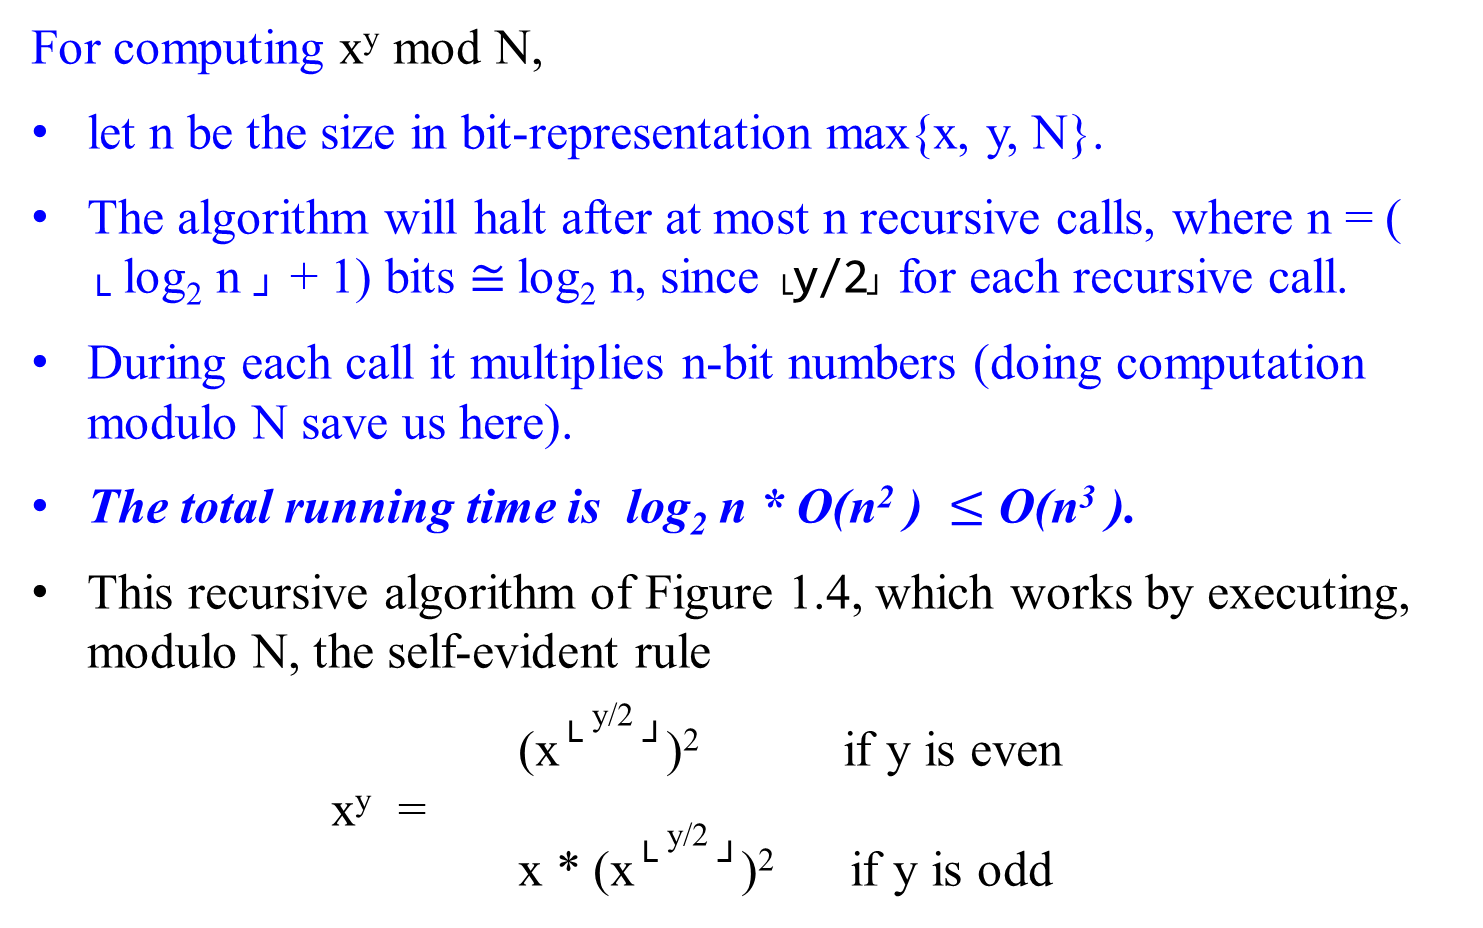 For computing xʸ mod N,
• let n be the size in bit-representation max{x, y, N}.
• The algorithm will halt after at most n recursive calls, where n = (
⌞ log₂ n ⌟ + 1) bits ≅ log₂ n, since ⌞y/2⌟ for each recursive call.
• During each call it multiplies n-bit numbers (doing computation
modulo N save us here).
• The total running time is log₂ n * O(n²) ≤ O(n³).
• This recursive algorithm of Figure 1.4, which works by executing,
modulo N, the self-evident rule
(x^⌞ y/2 ⌟)² if y is even
xʸ =
x * (x^⌞ y/2 ⌟)² if y is odd